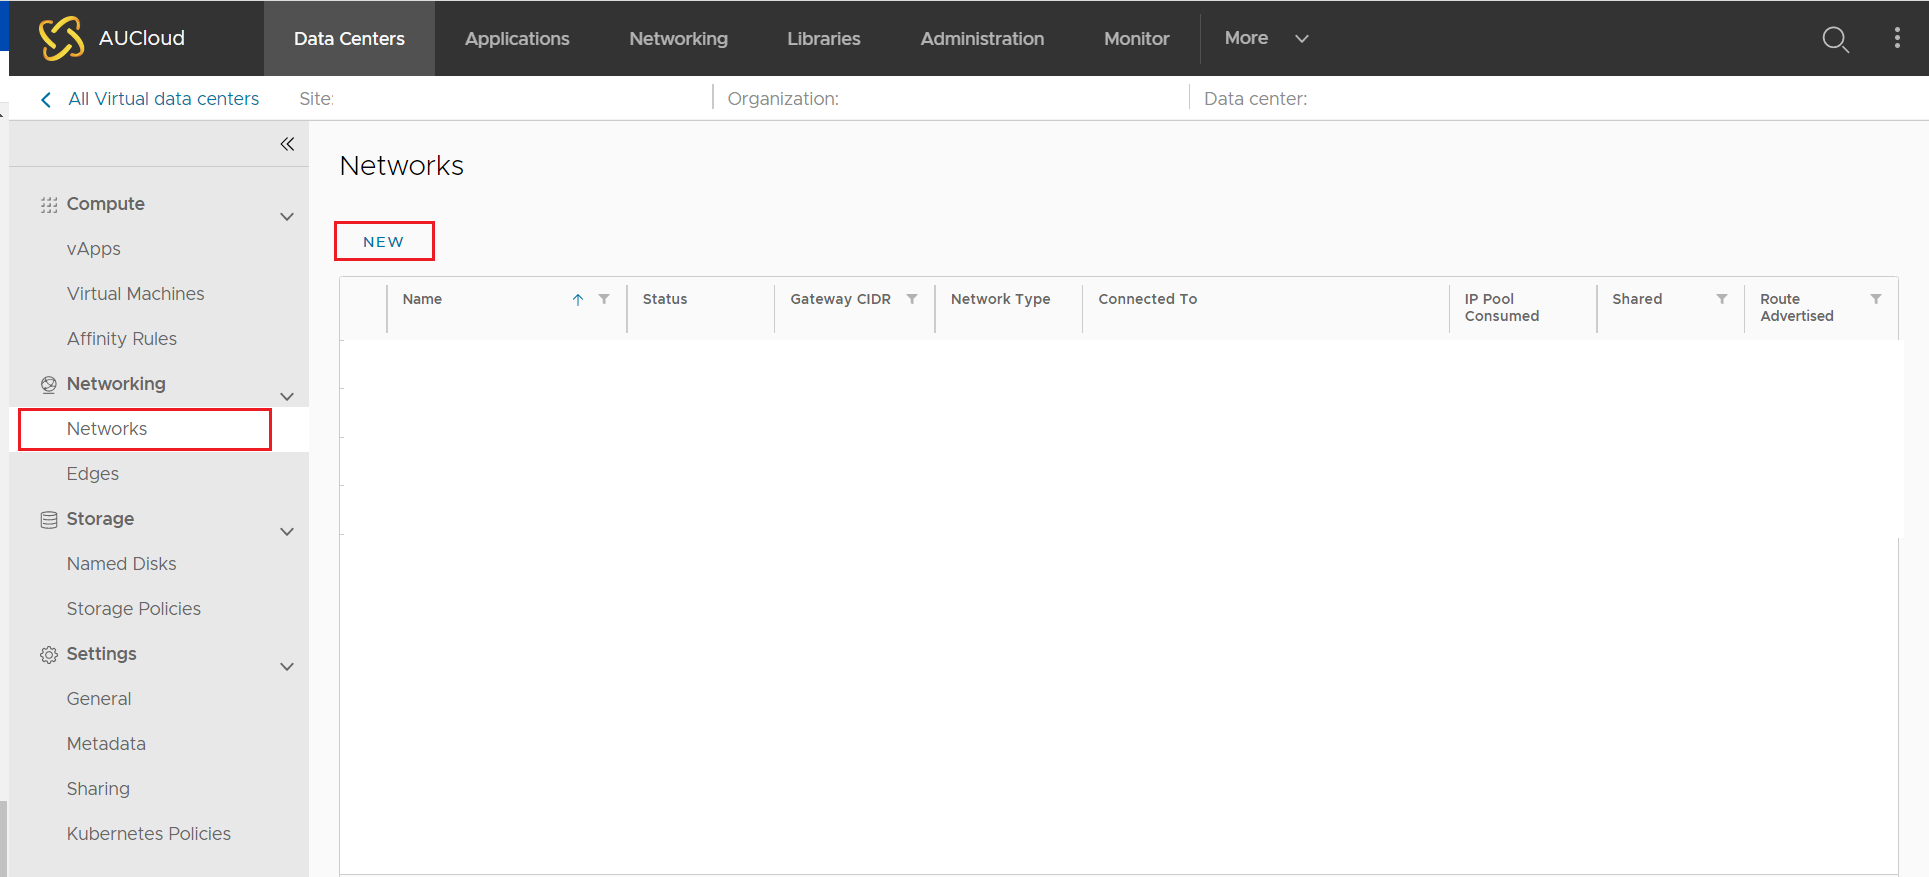 AUCloud
Data Centers
Applications
Networking
Libraries
Administration
Monitor
More
All Virtual data centers
Site:
Organization:
Data center:
Compute
vApps
Virtual Machines
Affinity Rules
Networking
Networks
Edges
Storage
Named Disks
Storage Policies
Settings
General
Metadata
Sharing
Kubernetes Policies
Networks
NEW
Name
Status
Gateway CIDR
Network Type
Connected To
IP Pool
Consumed
Shared
Route
Advertised